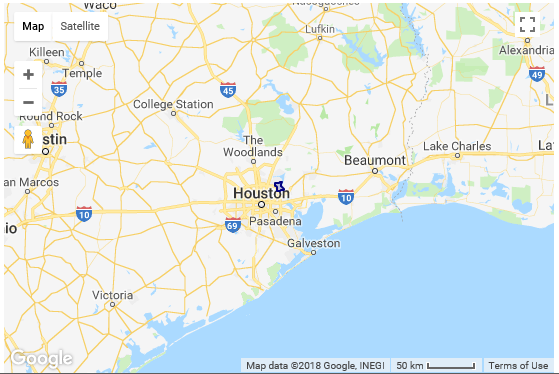 Waco
Nacogdoches
Map Satellite
Lufkin
Killeen
Temple
Alexandria
35
45
49
College Station
Round Rock
The
Woodlands
stin
Lake Charles
Beaumont
Laf
an Marcos
Houston
10
10
Pasadena
69
io
Galveston
Victoria
Google
Map data ©2018 Google, INEGI 50 km Terms of Use